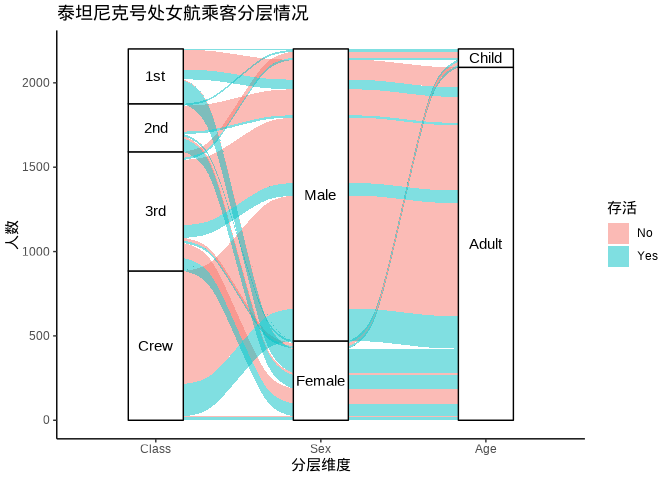 泰坦尼克号处女航乘客分层情况
人数
2000
1500
1000
500
0
1st
2nd
3rd
Crew
Male
Female
Child
Adult
Class
Sex
Age
分层维度
存活
No
Yes